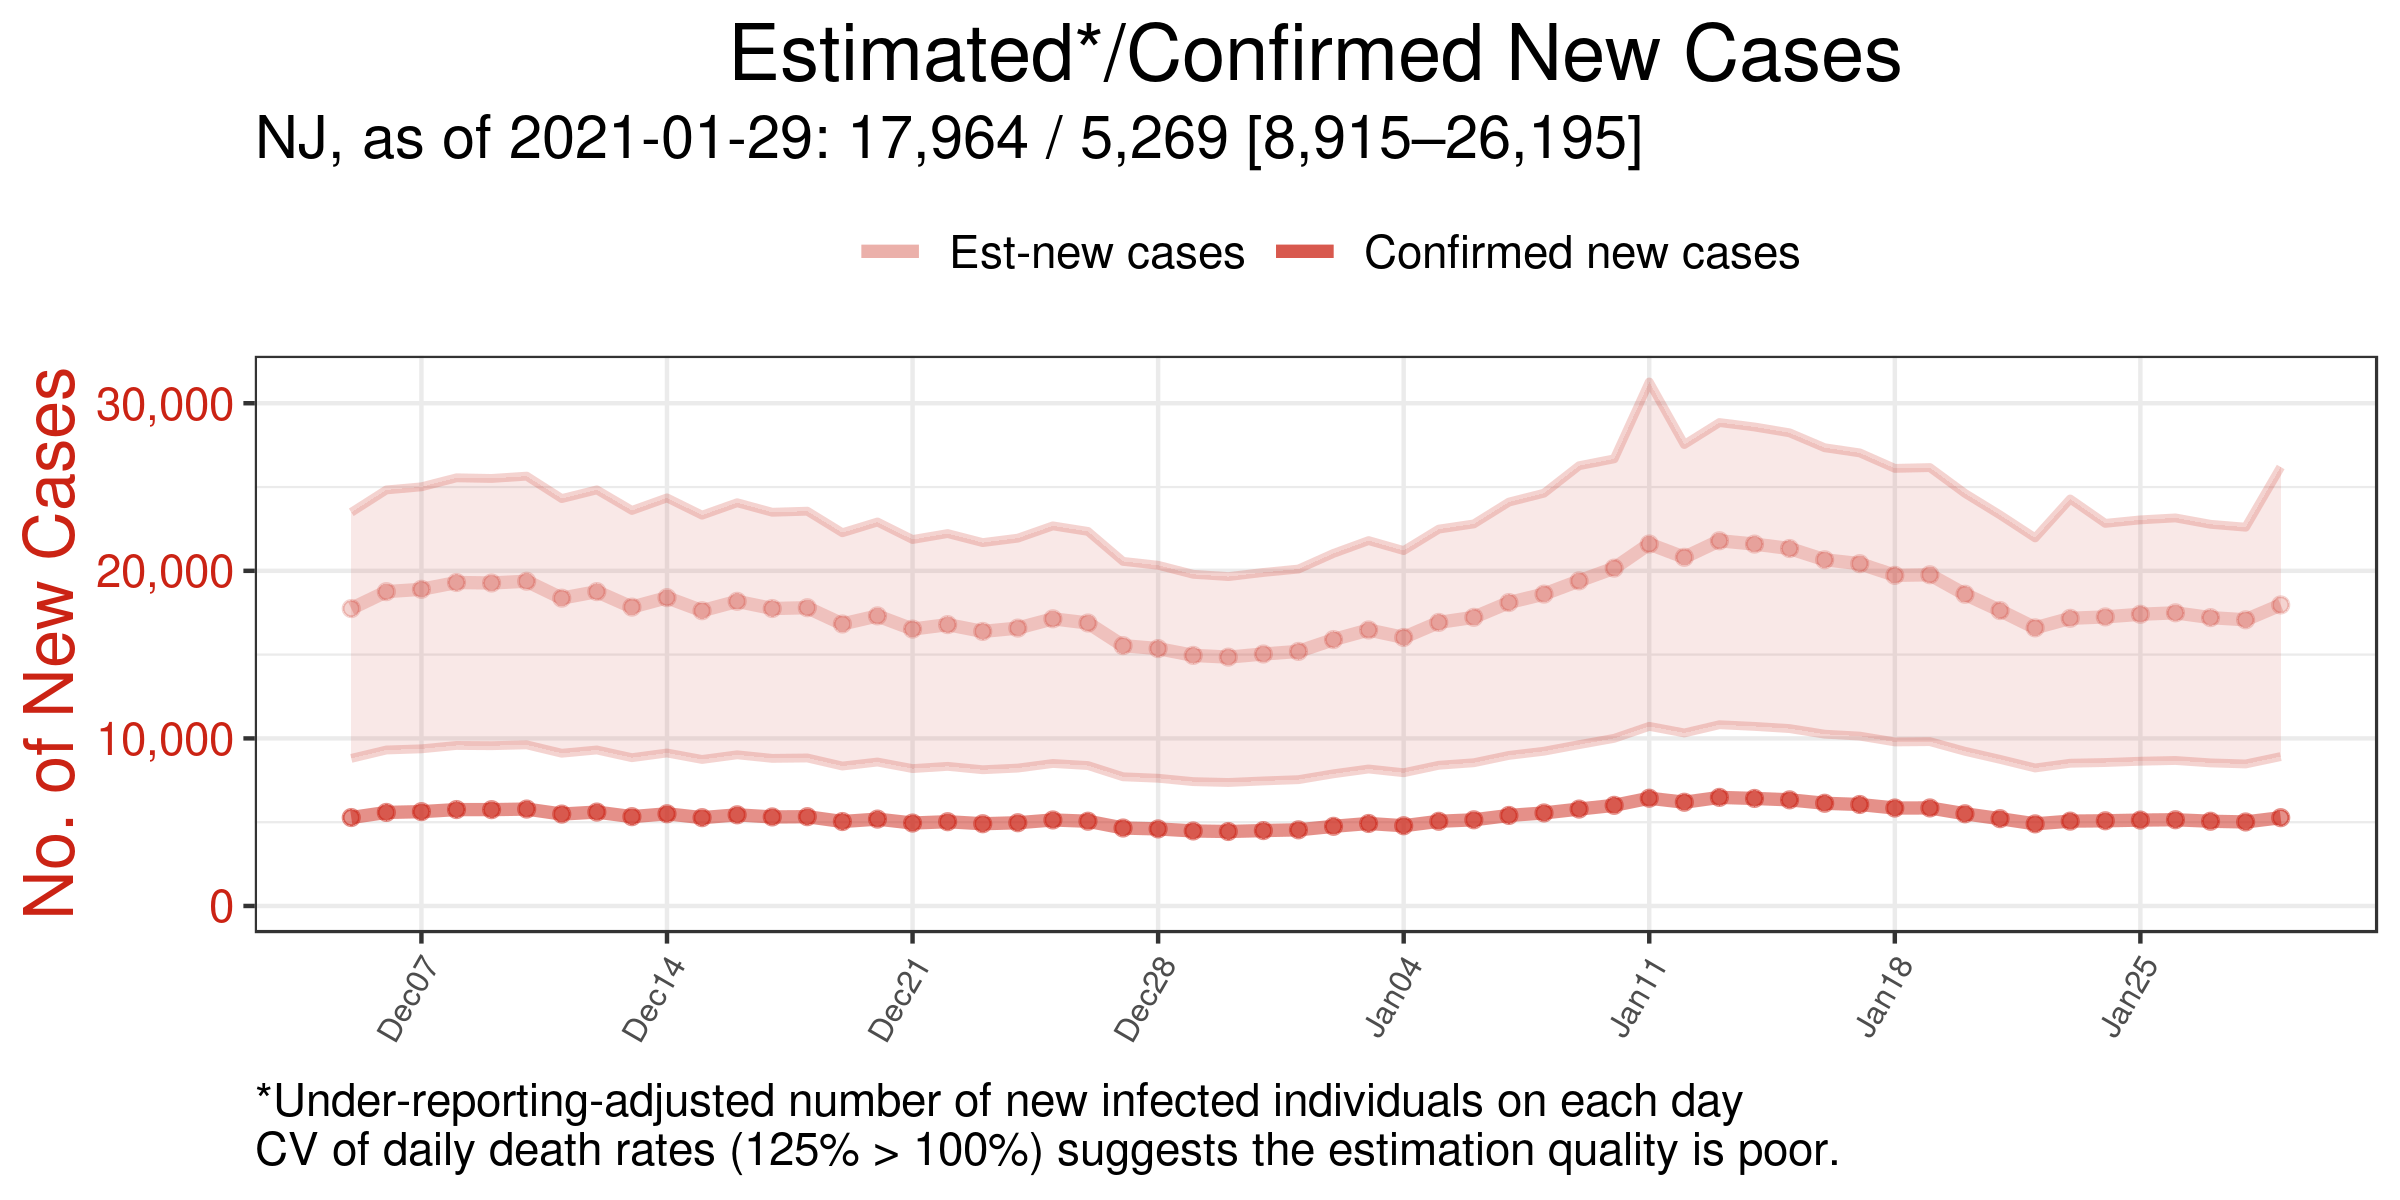 Estimated*/Confirmed New Cases
NJ, as of 2021-01-29: 17,964 / 5,269 [8,915–26,195]
Est-new cases Confirmed new cases
No. of New Cases
30,000
20,000
10,000
0
Dec07 Dec14 Dec21 Dec28 Jan04 Jan11 Jan18 Jan25
*Under-reporting-adjusted number of new infected individuals on each day
CV of daily death rates (125% > 100%) suggests the estimation quality is poor.